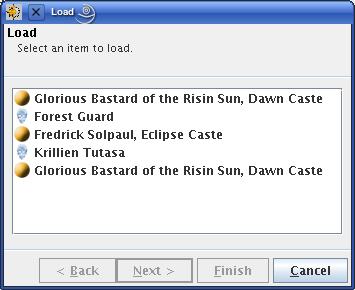 Load
Load
Select an item to load.
Glorious Bastard of the Risin Sun, Dawn Caste
Forest Guard
Fredrick Solpaul, Eclipse Caste
Krillien Tutasa
Glorious Bastard of the Risin Sun, Dawn Caste
< Back Next > Finish Cancel